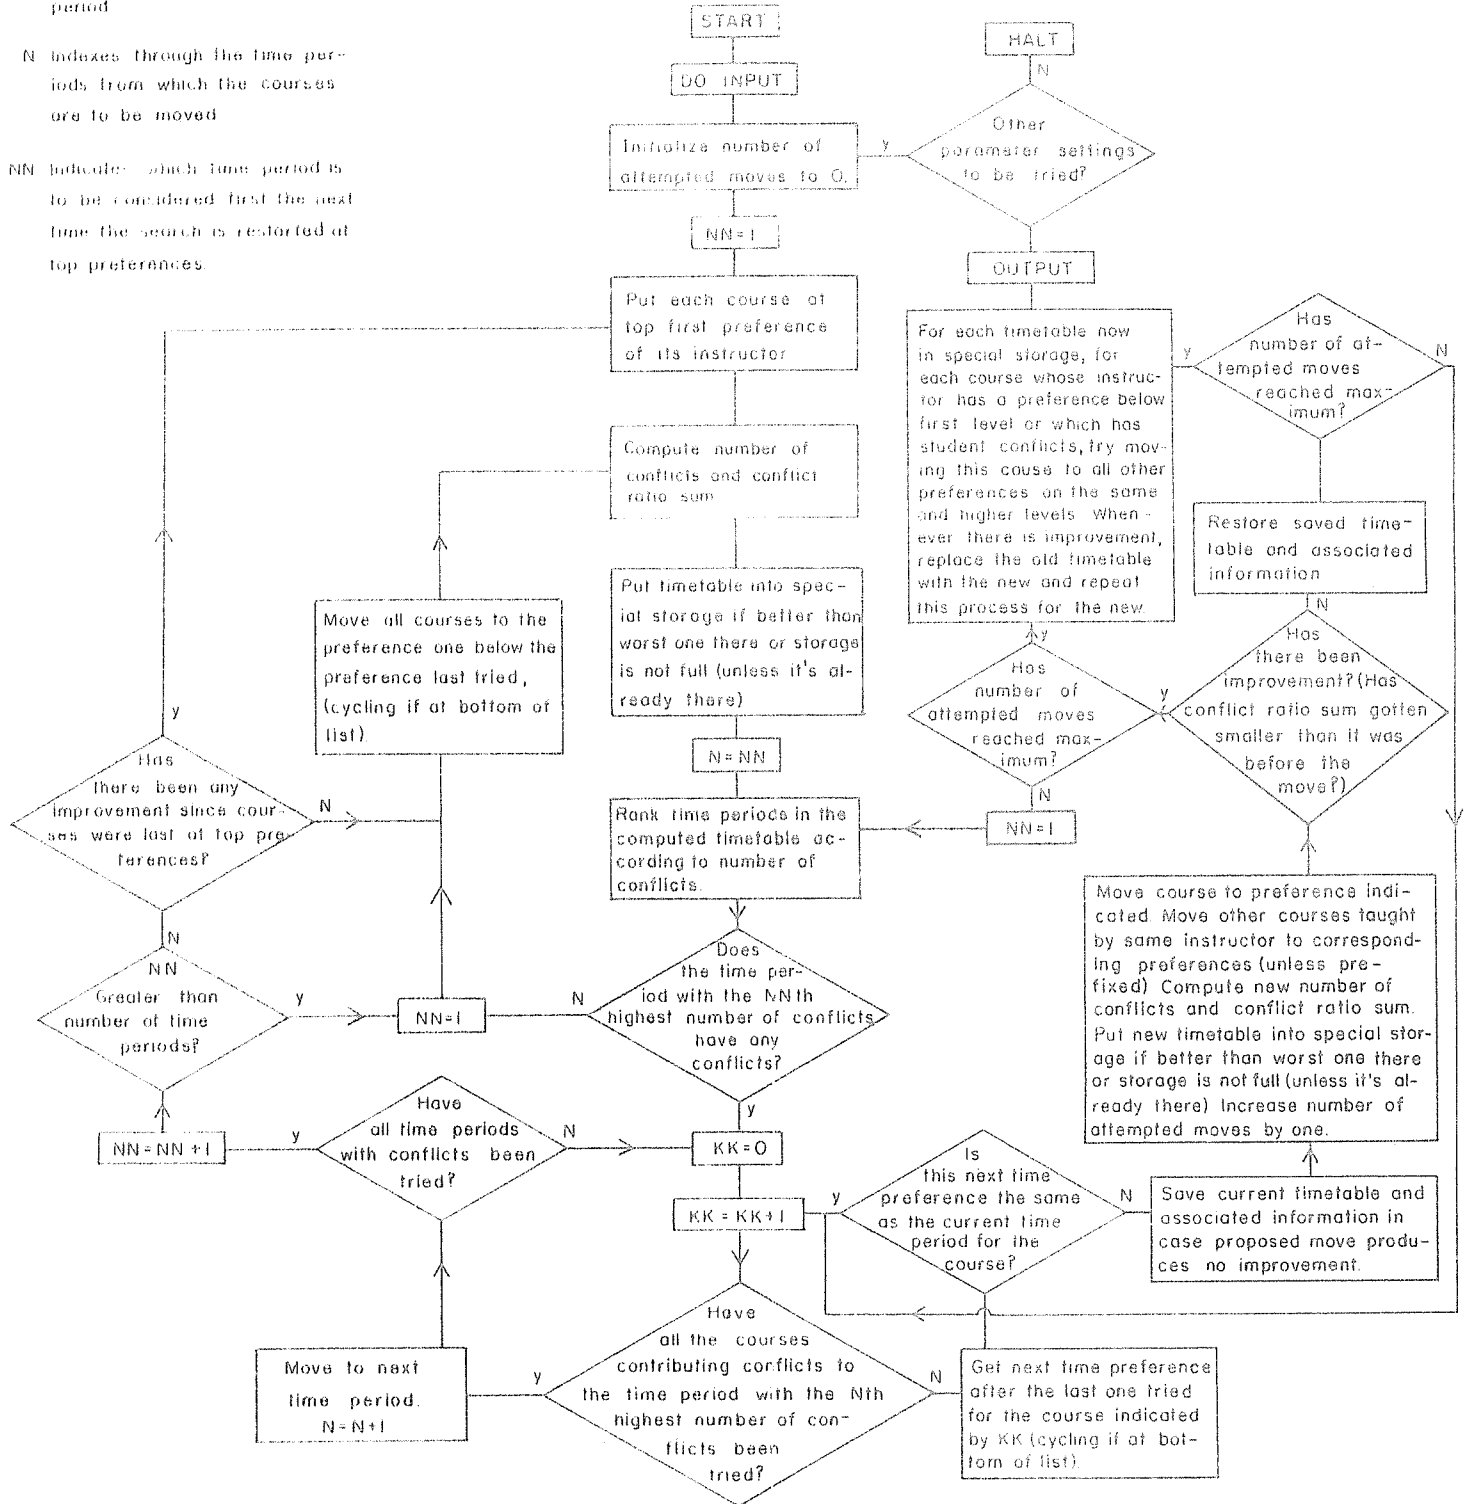 period
N Indexes through the time per-
iods from which the courses
are to be moved
NN Indicates which time period is
to be considered first the next
time the search is restarted at
top preferences.
START
DO INPUT
Initialize number of
attempted moves to 0.
NN=1
Put each course at
top first preference
of its instructor
Compute number of
conflicts and conflict
ratio sum
Put timetable into spec-
ial storage if better than
worst one there or storage
is not full (unless it's al-
ready there)
N=NN
Rank time periods in the
computed timetable ac-
cording to number of
conflicts.
Does
the time per-
iod with the NNth
highest number of conflicts
have any
conflicts?
N
y
KK=0
KK=KK+1
Have
all the courses
contributing conflicts to
the time period with the Nth
highest number of con-
flicts been
tried?
y
N
Move to next
time period.
N=N+1
Have
all time periods
with conflicts been
tried?
y
N
NN=NN+1
NN
Greater than
number of time
periods?
y
N
NN=1
Has
there been any
improvement since cour-
ses were last at top pre-
ferences?
y
N
Move all courses to the
preference one below the
preference last tried,
(cycling if at bottom of
list).
HALT
N
Other
parameter settings
to be tried?
y
OUTPUT
For each timetable now
in special storage, for
each course whose instruc-
tor has a preference below
first level or which has
student conflicts, try mov-
ing this cause to all other
preferences on the same
and higher levels. When-
ever there is improvement,
replace the old timetable
with the new and repeat
this process for the new.
y
Has
number of
attempted moves
reached max-
imum?
N
NN=1
Has
number of at-
tempted moves
reached max-
imum?
y
N
Restore saved time-
table and associated
information
N
Has
there been
improvement? (Has
conflict ratio sum gotten
smaller than it was
before the
move?)
y
Move course to preference indi-
cated. Move other courses taught
by same instructor to correspond-
ing preferences (unless pre-
fixed) Compute new number of
conflicts and conflict ratio sum.
Put new timetable into special stor-
age if better than worst one there
or storage is not full (unless it's al-
ready there) Increase number of
attempted moves by one.
Is
this next time
preference the same
as the current time
period for the
course?
y
N
Save current timetable and
associated information in
case proposed move produ-
ces no improvement.
Get next time preference
after the last one tried
for the course indicated
by KK (cycling if at bot-
tom of list).